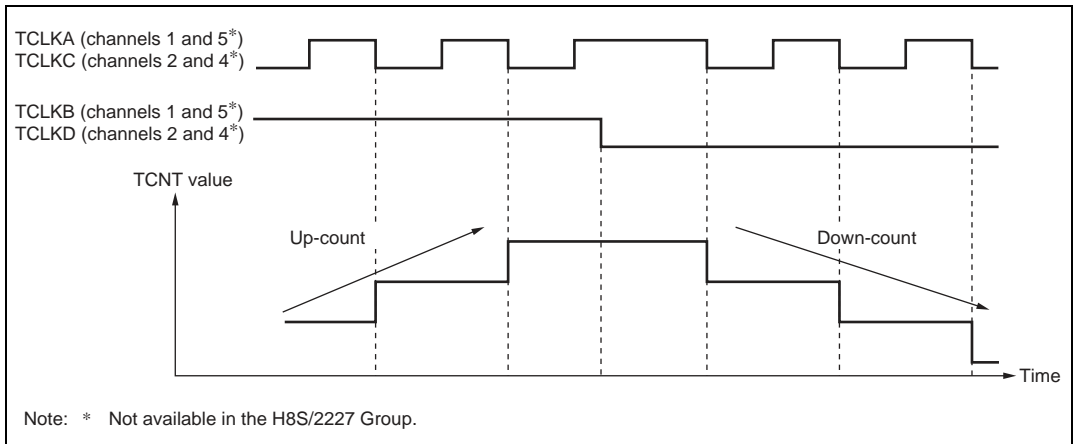 TCLKA (channels 1 and 5*)
TCLKC (channels 2 and 4*)
TCLKB (channels 1 and 5*)
TCLKD (channels 2 and 4*)
TCNT value
Up-count
Down-count
Time
Note: * Not available in the H8S/2227 Group.